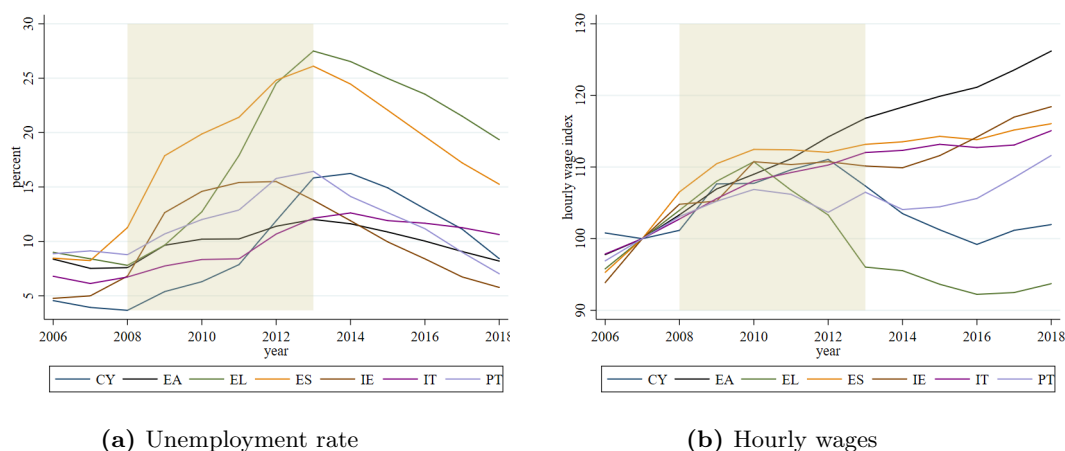 30
25
20
15
10
5
percent
2006 2008 2010 2012 2014 2016 2018
year
CY EA EL ES IE IT PT
(a) Unemployment rate
130
120
110
100
90
hourly wage index
2006 2008 2010 2012 2014 2016 2018
year
CY EA EL ES IE IT PT
(b) Hourly wages